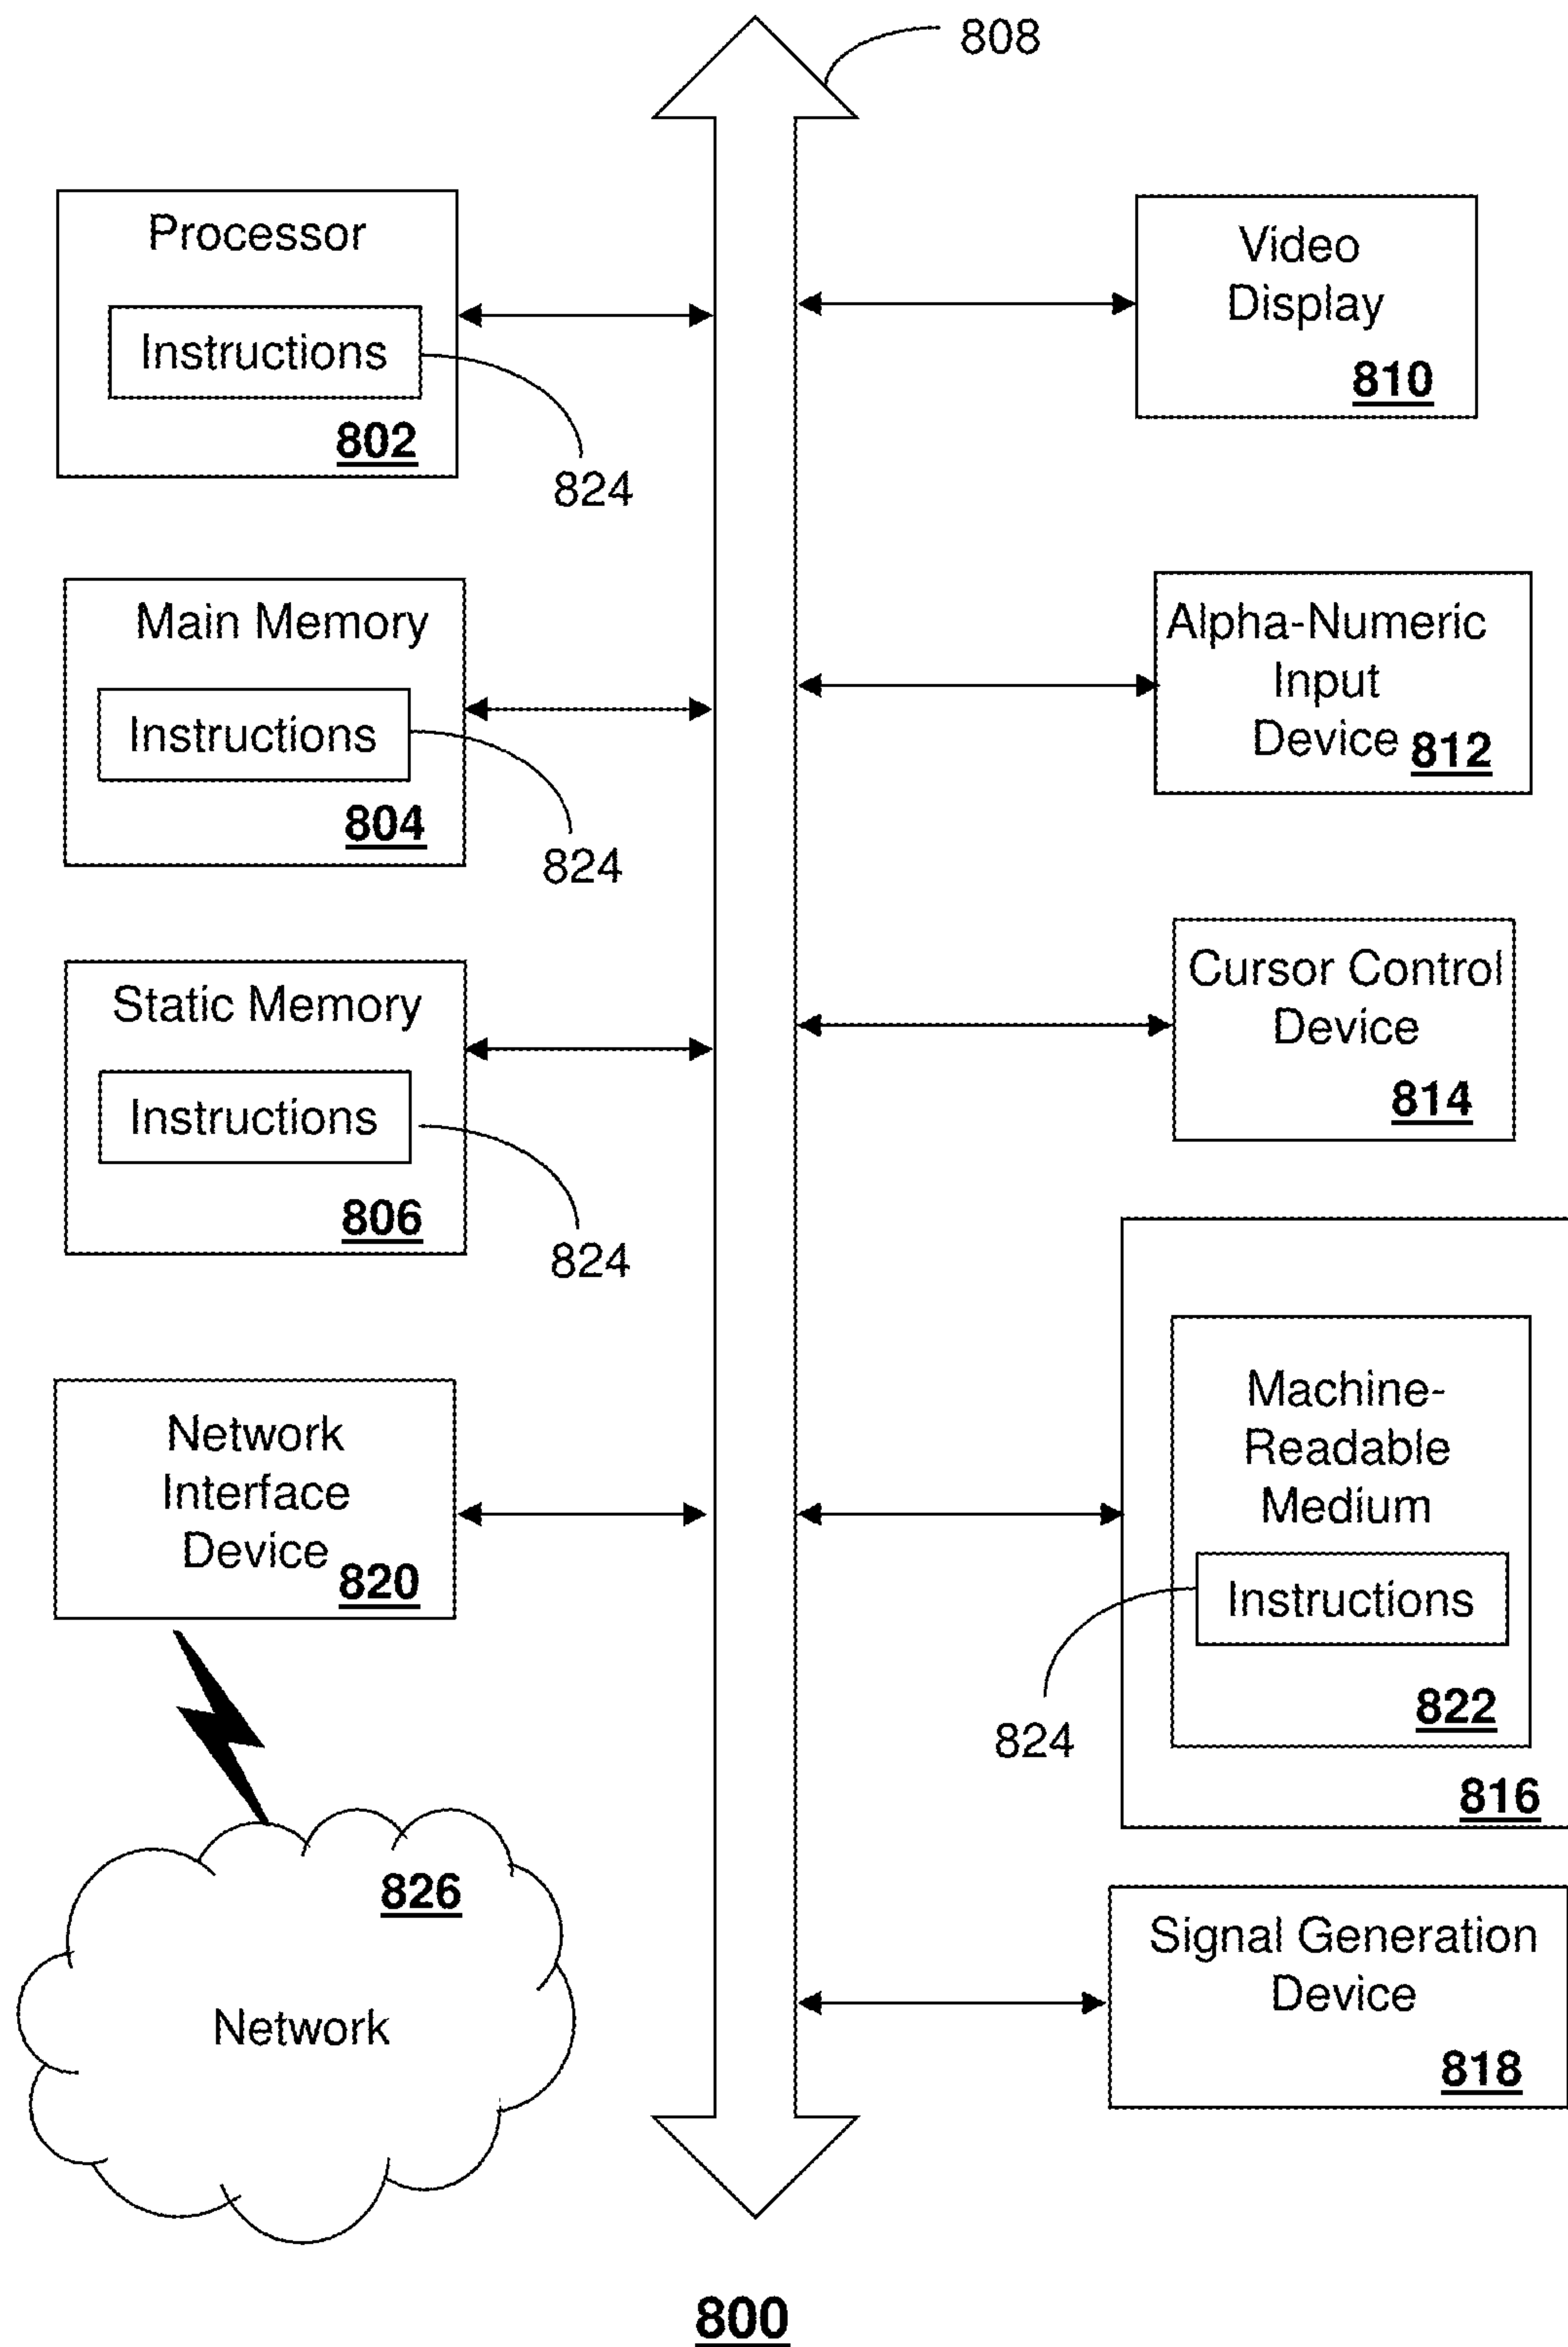 808
Processor
Instructions
802
824
Main Memory
Instructions
804
824
Static Memory
Instructions
806
824
Network
Interface
Device
820
826
Network
Video
Display
810
Alpha-Numeric
Input
Device 812
Cursor Control
Device
814
Machine-
Readable
Medium
Instructions
824
822
816
Signal Generation
Device
818
800